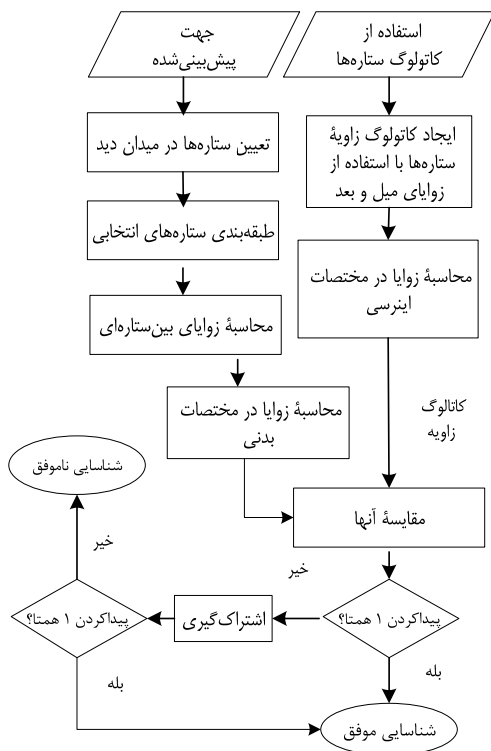 استفاده از
کاتولوگ ستاره‌ها
جهت
پیش‌بینی‌شده
ایجاد کاتولوگ زاویهٔ
ستاره‌ها با استفاده از
زوایای میل و بعد
تعیین ستاره‌ها در میدان دید
طبقه‌بندی ستاره‌های انتخابی
محاسبهٔ زوایا در مختصات
اینرسی
محاسبهٔ زوایای بین‌ستاره‌ای
محاسبهٔ زوایا در مختصات
بدنی
کاتالوگ
زاویه
شناسایی ناموفق
مقایسهٔ آنها
خیر
خیر
پیداکردن ۱ همتا؟
اشتراک‌گیری
پیداکردن ۱ همتا؟
بله
بله
شناسایی موفق